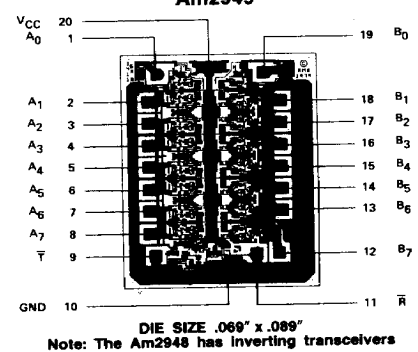 Am2949
VCC 20
A0 1 19 B0
A1 2 18 B1
A2 3 17 B2
A3 4 16 B3
A4 5 15 B4
A5 6 14 B5
A6 7 13 B6
A7 8
T̅ 9 12 B7
GND 10 11 R̅
DIE SIZE .069" x .089"
Note: The Am2948 has inverting transceivers